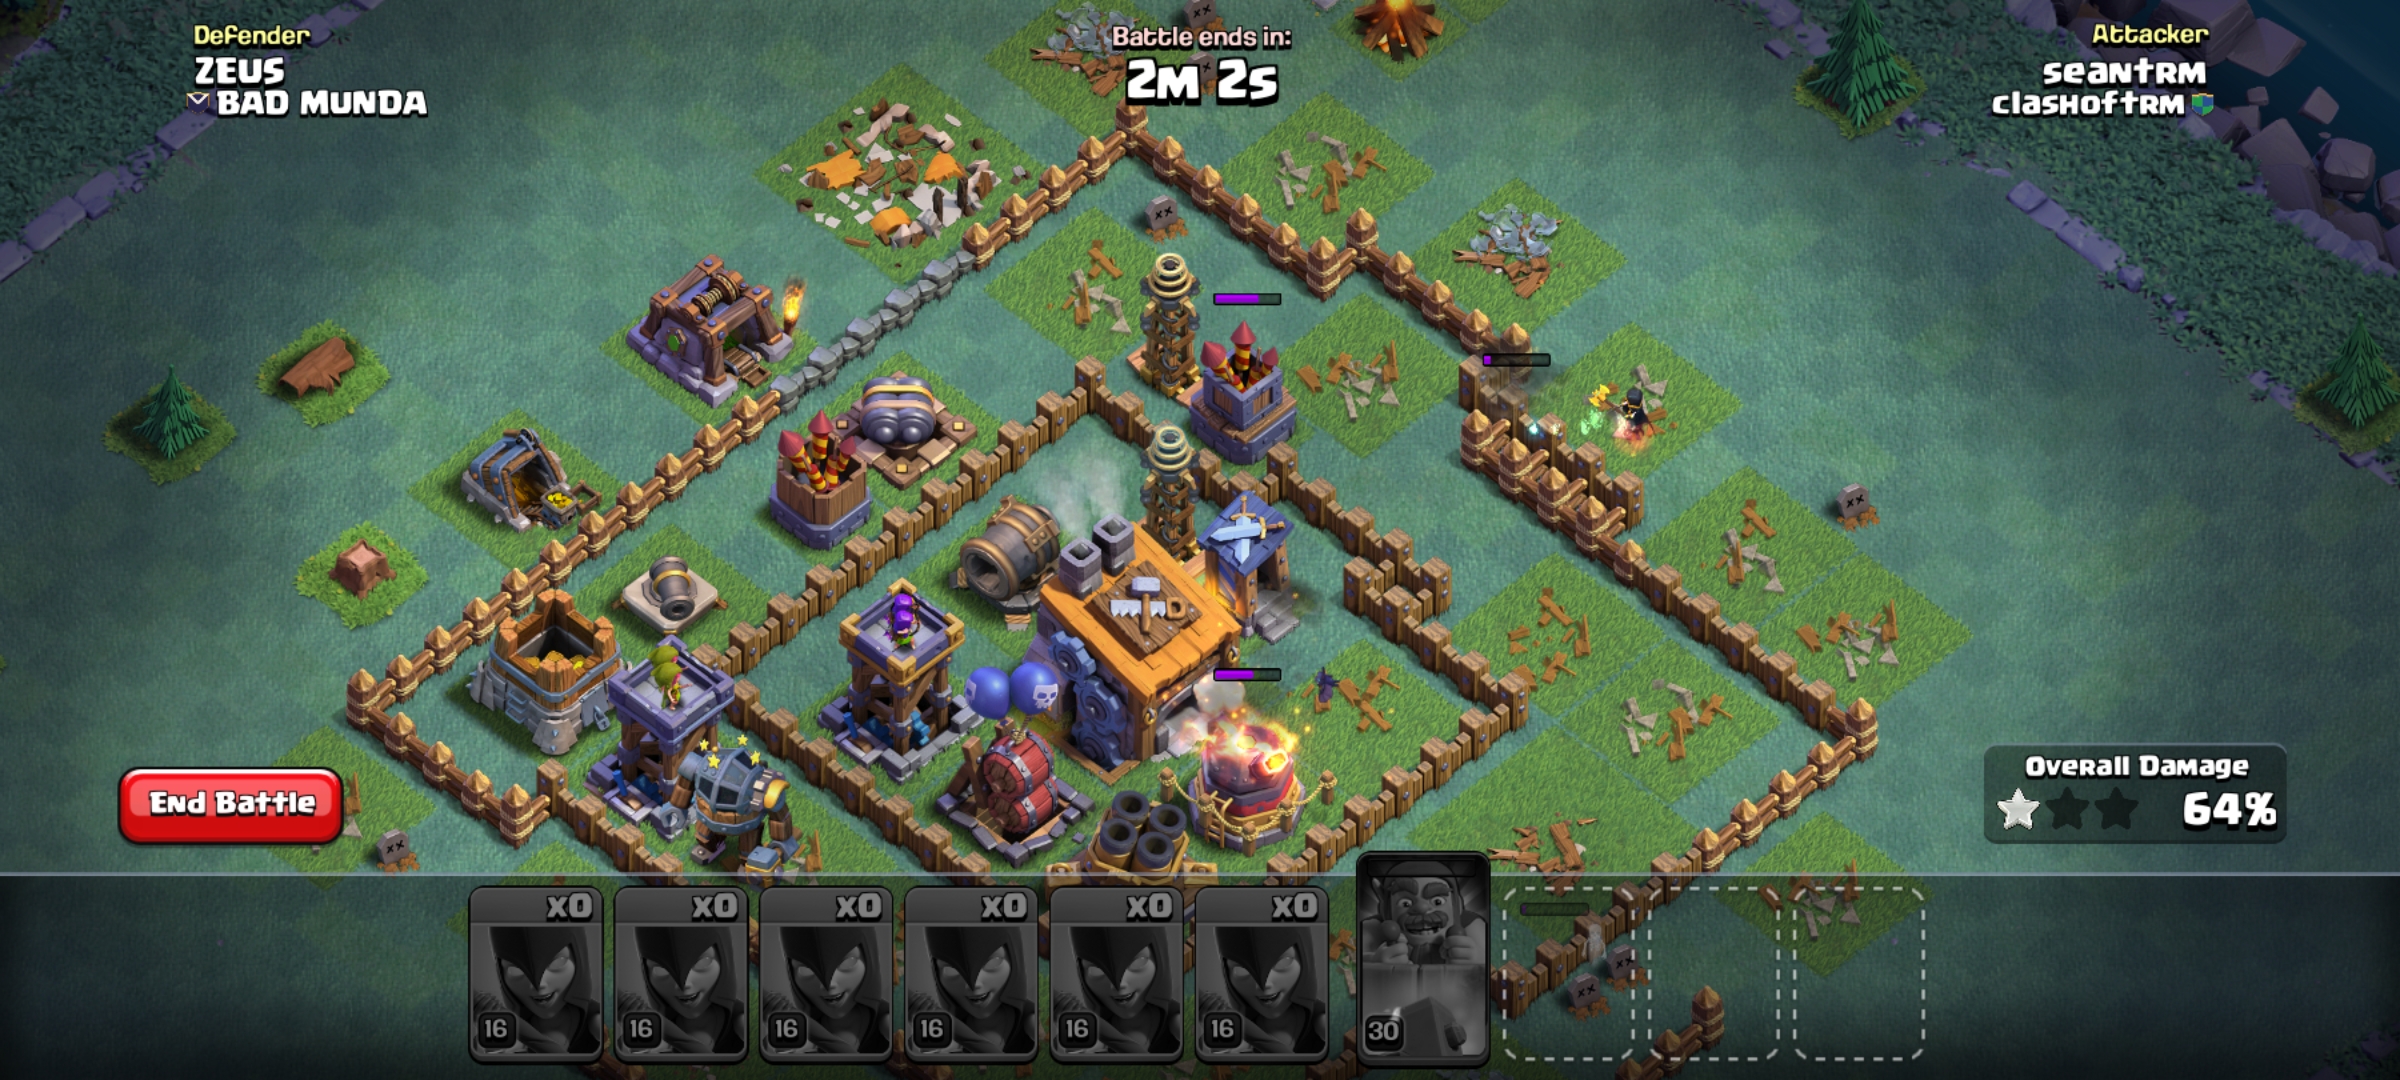 Defender
ZEUS
BAD MUNDA
Battle ends in:
2M 2S
Attacker
seantRM
clashoftRM
End Battle
Overall Damage
64%
x0
x0
x0
x0
x0
x0
16
16
16
16
16
16
30